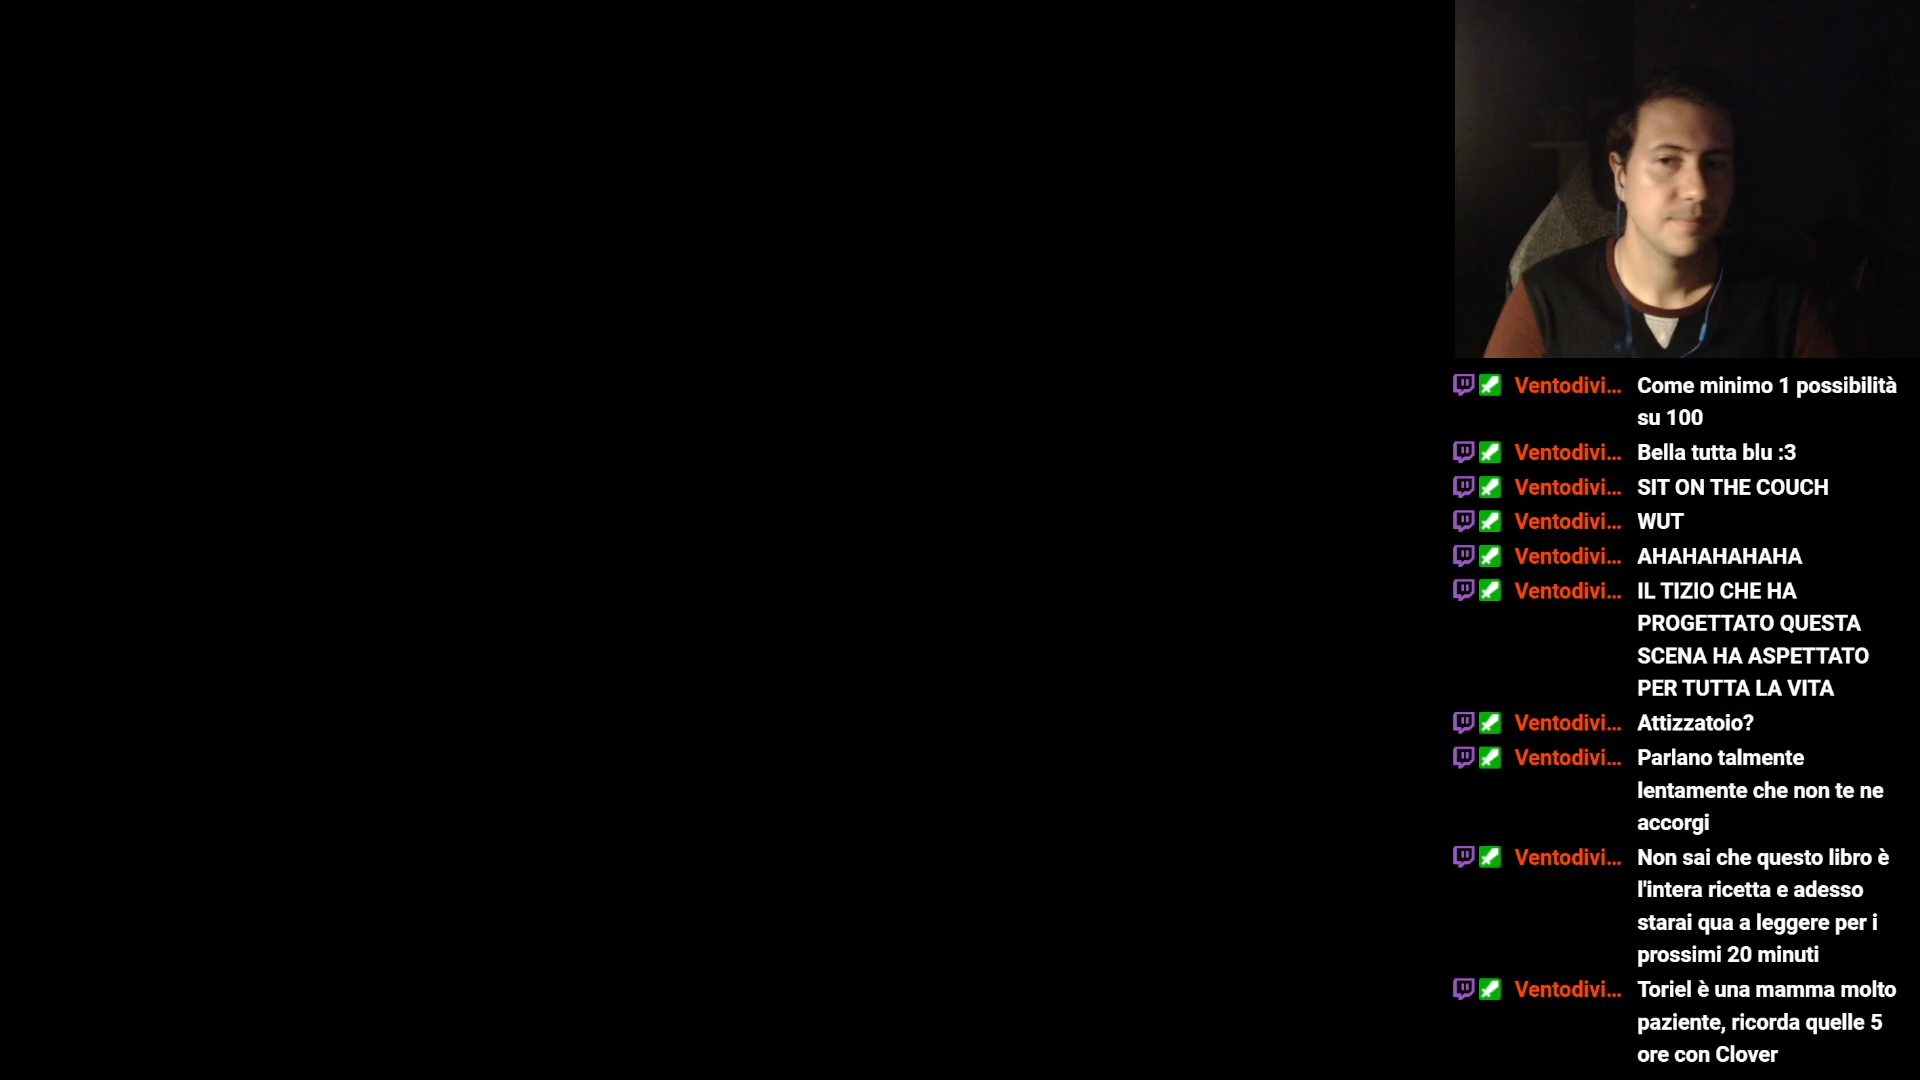 Ventodivi... Come minimo 1 possibilità
su 100
Ventodivi... Bella tutta blu :3
Ventodivi... SIT ON THE COUCH
Ventodivi... WUT
Ventodivi... AHAHAHAHAHA
Ventodivi... IL TIZIO CHE HA
PROGETTATO QUESTA
SCENA HA ASPETTATO
PER TUTTA LA VITA
Ventodivi... Attizzatoio?
Ventodivi... Parlano talmente
lentamente che non te ne
accorgi
Ventodivi... Non sai che questo libro è
l'intera ricetta e adesso
starai qua a leggere per i
prossimi 20 minuti
Ventodivi... Toriel è una mamma molto
paziente, ricorda quelle 5
ore con Clover